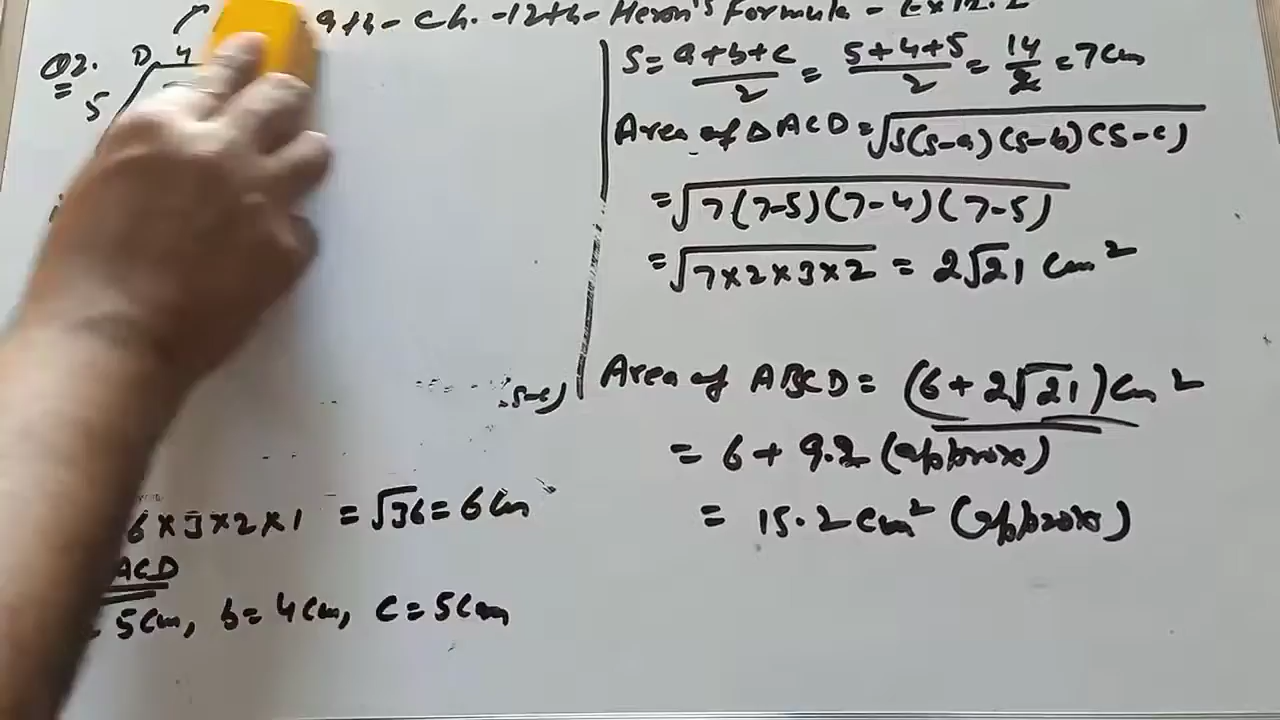 9th - Ch. - 12th - Heron's Formula - Ex 12.2
Q2.
D 4
5
S-c)
6×3×2×1 = √36 = 6cm
ACD
= 5cm, b= 4cm, c= 5cm
S= a+b+c/2 = 5+4+5/2 = 14/2 = 7cm
Area of Δ ACD = √S(S-a)(S-b)(S-c)
= √7(7-5)(7-4)(7-5)
= √7×2×3×2 = 2√21 cm²
Area of ABCD = (6+2√21)cm²
= 6 + 9.2 (approx)
= 15.2 cm² (approx)